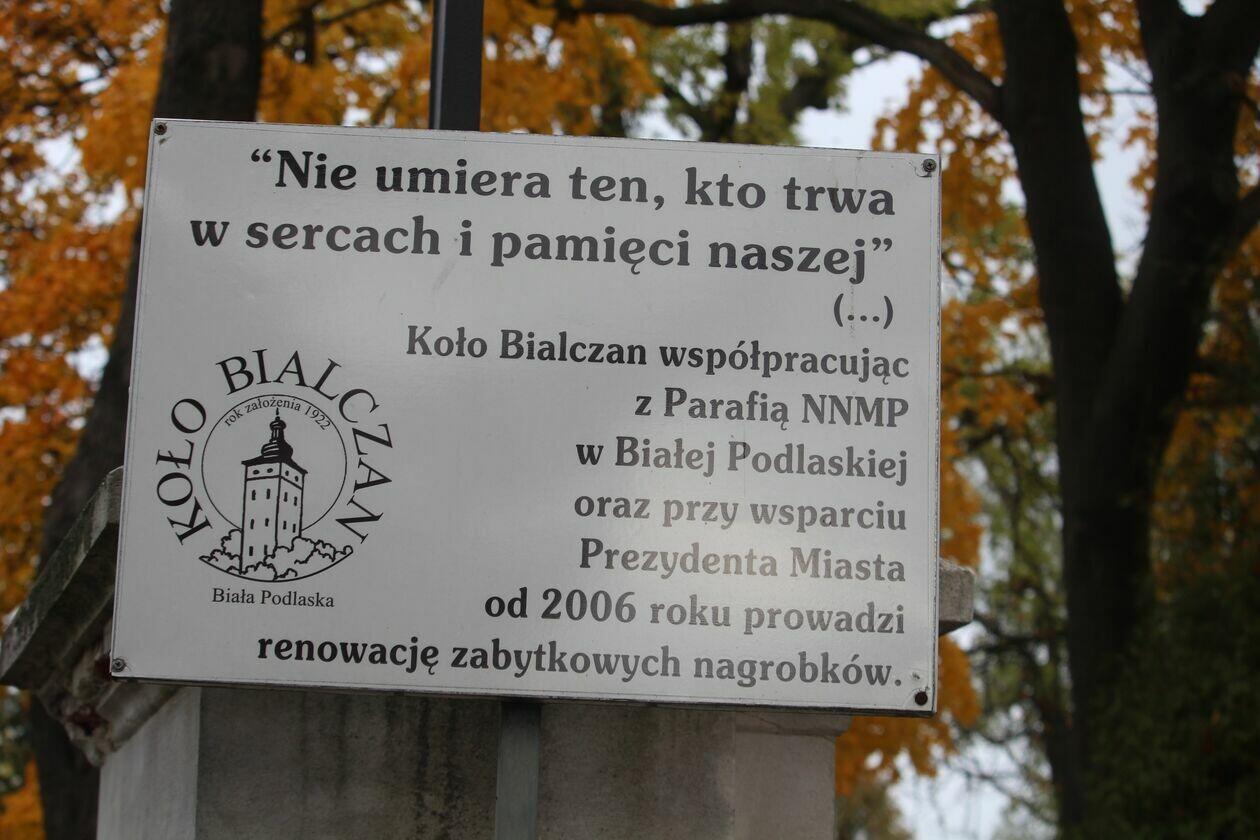 “Nie umiera ten, kto trwa
w sercach i pamięci naszej”
(...)
Koło Bialczan współpracując
z Parafią NNMP
w Białej Podlaskiej
oraz przy wsparciu
Prezydenta Miasta
od 2006 roku prowadzi
renowację zabytkowych nagrobków.
KOŁO BIALCZAN
rok założenia 1922
Biała Podlaska